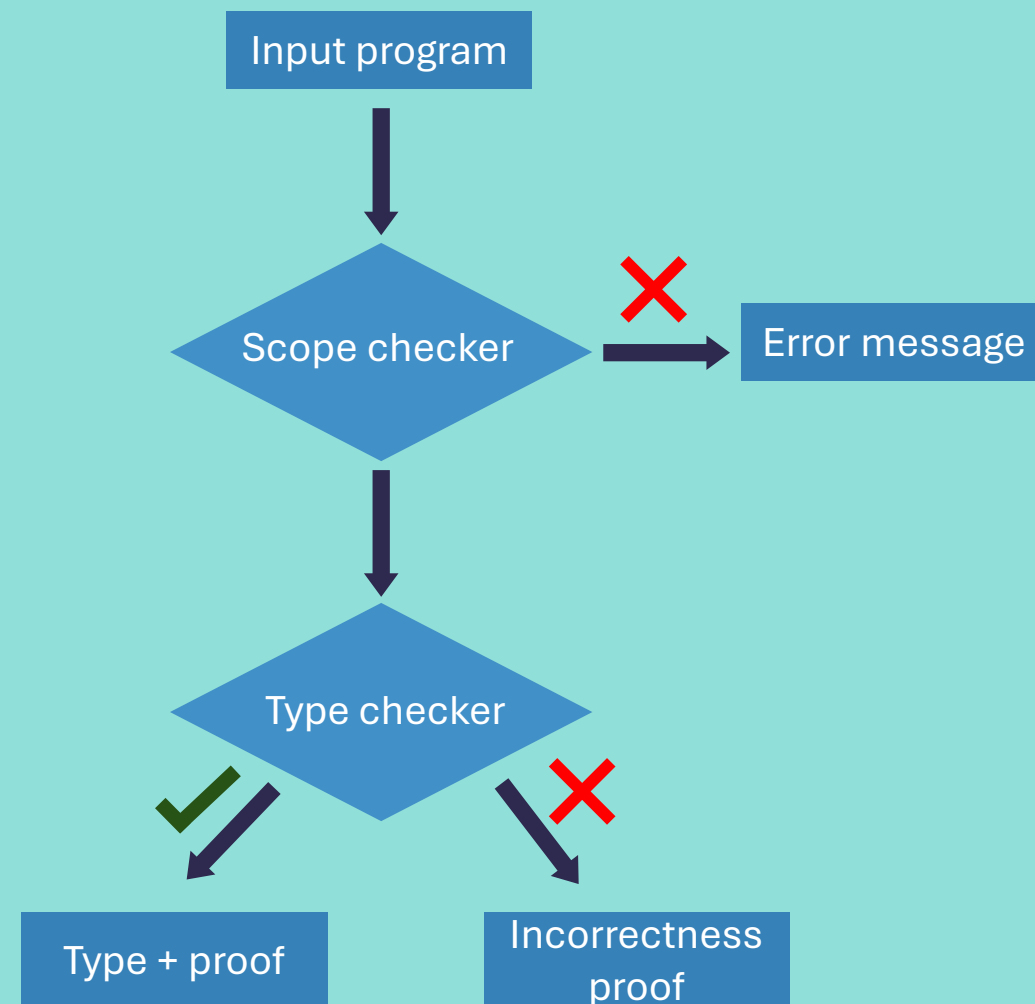 Input program
Scope checker
Error message
Type checker
Type + proof
Incorrectness
proof